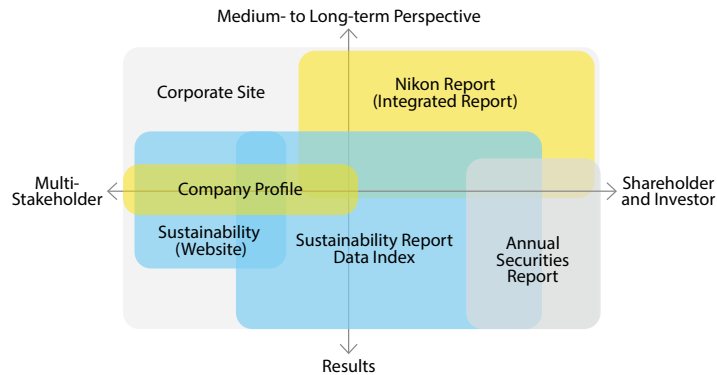 Medium- to Long-term Perspective
Corporate Site
Nikon Report
(Integrated Report)
Multi-
Stakeholder
Company Profile
Shareholder
and Investor
Sustainability
(Website)
Sustainability Report
Data Index
Annual
Securities
Report
Results